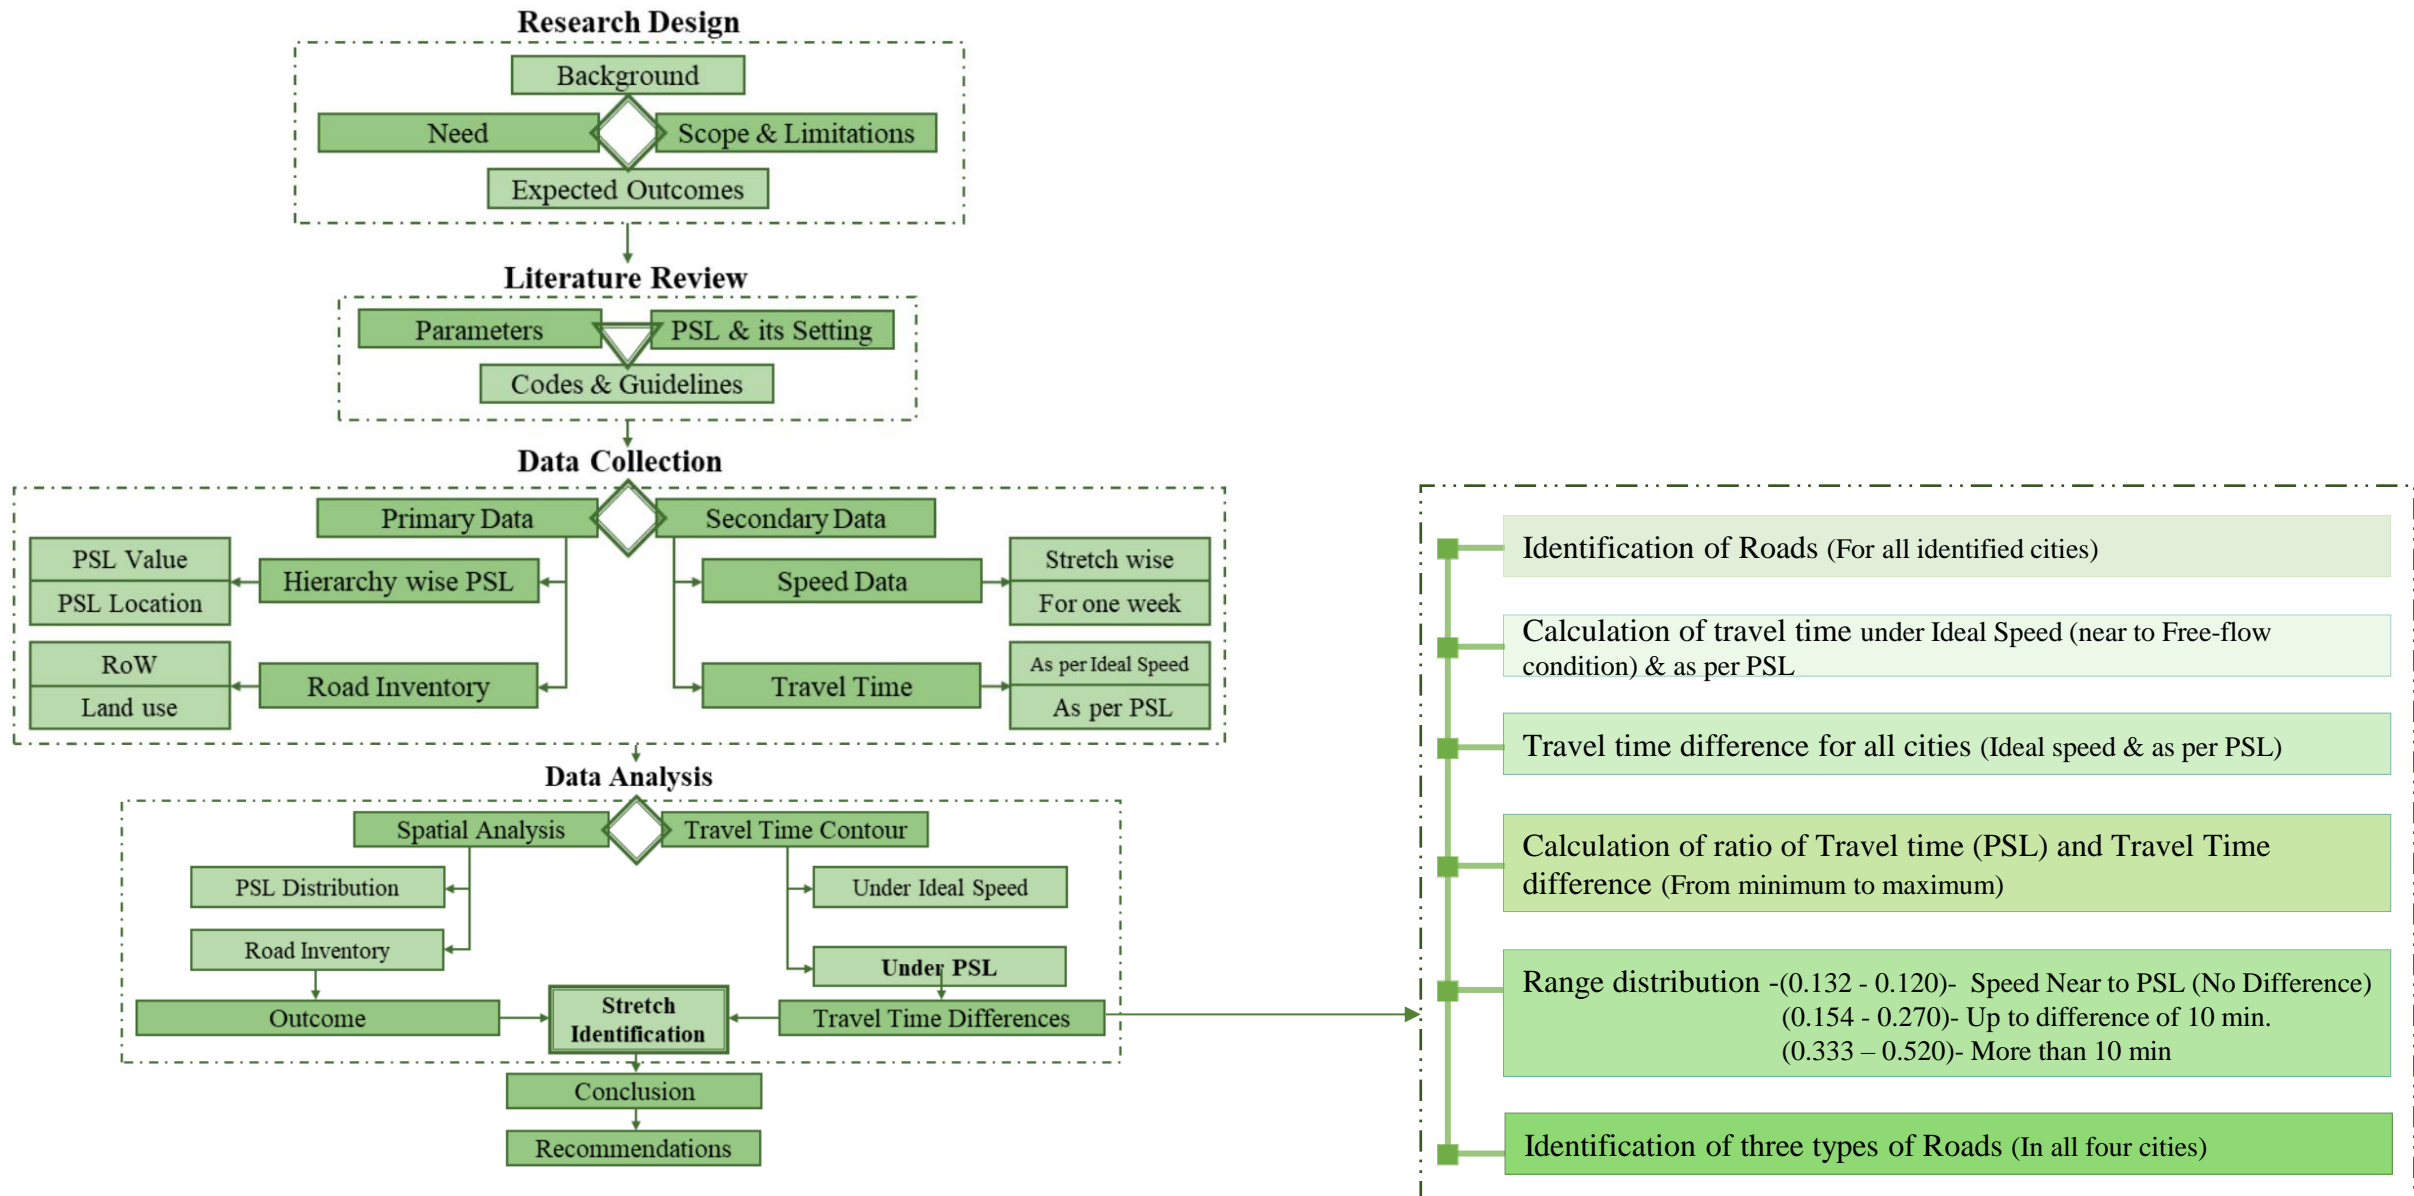 Research Design
Background
Need
Scope & Limitations
Expected Outcomes
Literature Review
Parameters
PSL & its Setting
Codes & Guidelines
Data Collection
Primary Data
Secondary Data
PSL Value
PSL Location
Hierarchy wise PSL
Speed Data
Stretch wise
For one week
RoW
Land use
Road Inventory
Travel Time
As per Ideal Speed
As per PSL
Data Analysis
Spatial Analysis
Travel Time Contour
PSL Distribution
Under Ideal Speed
Road Inventory
Under PSL
Outcome
Stretch
Identification
Travel Time Differences
Conclusion
Recommendations
Identification of Roads (For all identified cities)
Calculation of travel time under Ideal Speed (near to Free-flow
condition) & as per PSL
Travel time difference for all cities (Ideal speed & as per PSL)
Calculation of ratio of Travel time (PSL) and Travel Time
difference (From minimum to maximum)
Range distribution -(0.132 - 0.120)- Speed Near to PSL (No Difference)
(0.154 - 0.270)- Up to difference of 10 min.
(0.333 – 0.520)- More than 10 min
Identification of three types of Roads (In all four cities)